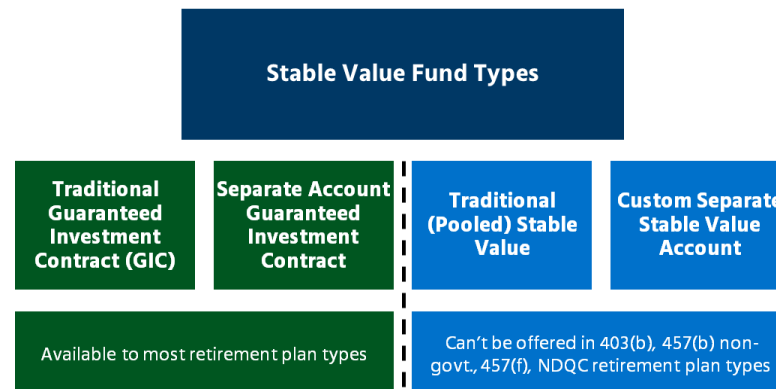 Stable Value Fund Types
Traditional
Guaranteed
Investment
Contract (GIC)
Separate Account
Guaranteed
Investment
Contract
Traditional
(Pooled) Stable
Value
Custom Separate
Stable Value
Account
Available to most retirement plan types
Can't be offered in 403(b), 457(b) non-
govt., 457(f), NDQC retirement plan types